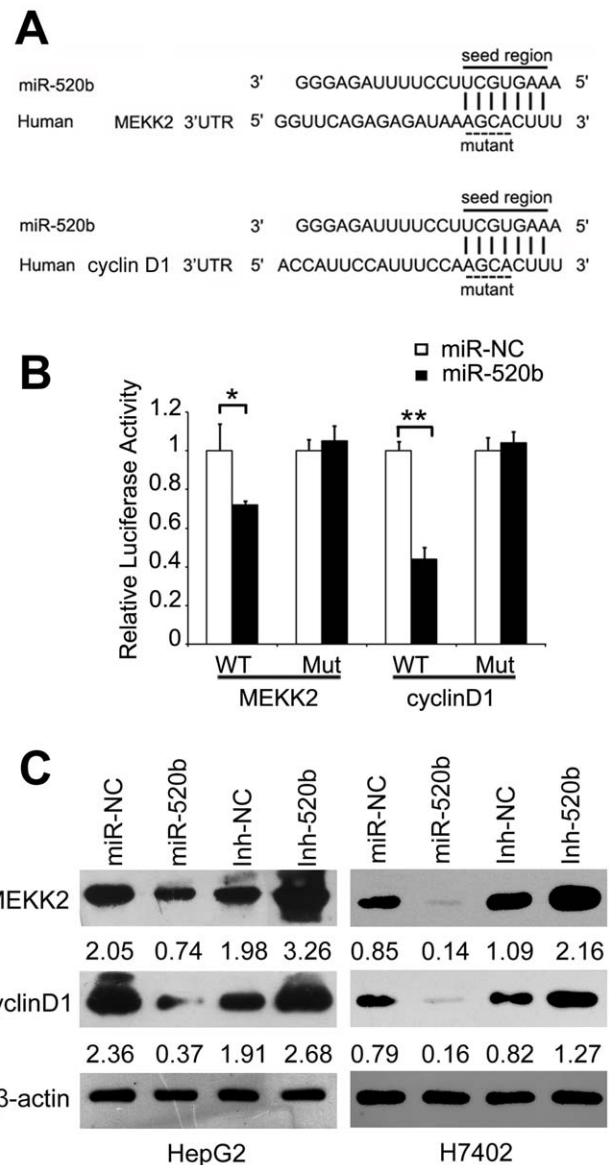 A
seed region
miR-520b 3' GGGAGAUUUUCCUUCGUGAAA 5'
Human MEKK2 3'UTR 5' GGUUCAGAGAGAUAAAGCACUUU 3'
mutant
seed region
miR-520b 3' GGGAGAUUUUCCUUCGUGAAA 5'
Human cyclin D1 3'UTR 5' ACCAUUCCAUUUCCAAGCACUUU 3'
mutant
B
miR-NC
miR-520b
Relative Luciferase Activity
1.2
1
0.8
0.6
0.4
0.2
0
*
**
WT Mut WT Mut
MEKK2 cyclinD1
C
miR-NC miR-520b Inh-NC Inh-520b miR-NC miR-520b Inh-NC Inh-520b
MEKK2
2.05 0.74 1.98 3.26 0.85 0.14 1.09 2.16
yclinD1
2.36 0.37 1.91 2.68 0.79 0.16 0.82 1.27
β-actin
HepG2 H7402